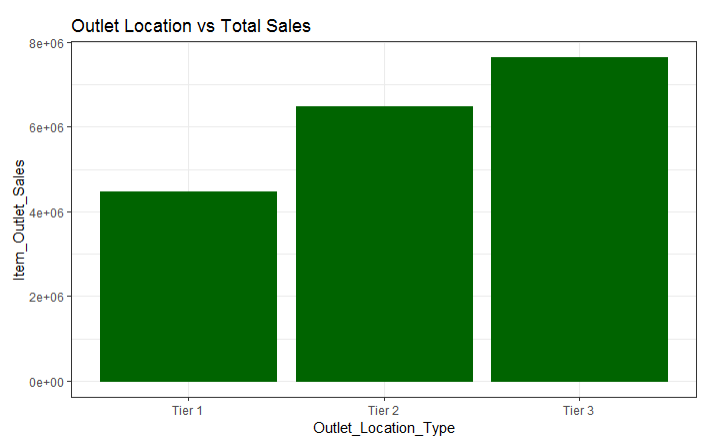 Outlet Location vs Total Sales
8e+06
6e+06
4e+06
2e+06
0e+00
Item_Outlet_Sales
Tier 1 Tier 2 Tier 3
Outlet_Location_Type